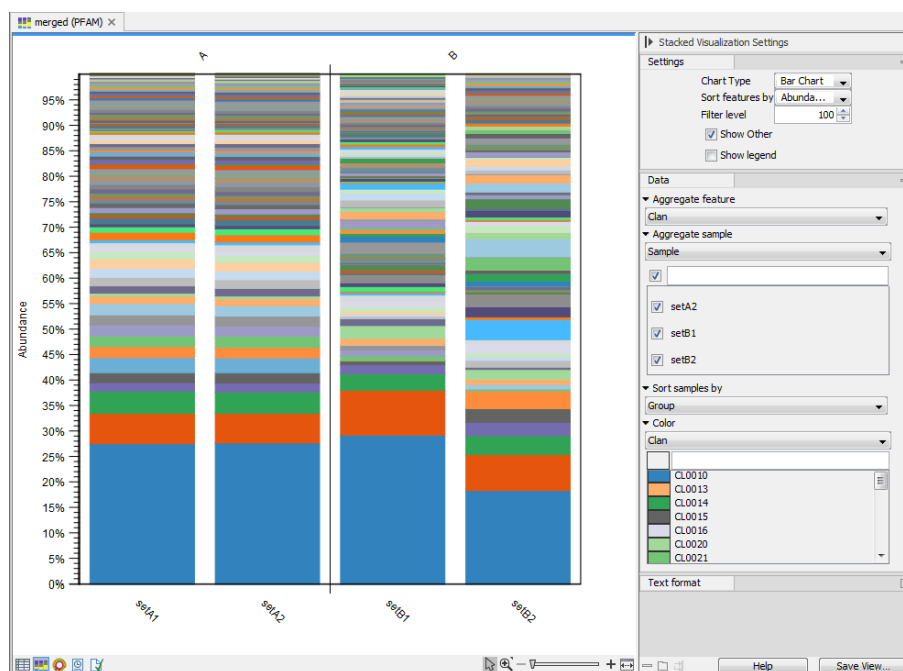 merged (PFAM)
A
B
Abundance
95%
90%
85%
80%
75%
70%
65%
60%
55%
50%
45%
40%
35%
30%
25%
20%
15%
10%
5%
0%
setA1
setA2
setB1
setB2
Stacked Visualization Settings
Settings
Chart Type Bar Chart
Sort features by Abunda...
Filter level 100
Show Other
Show legend
Data
Aggregate feature
Clan
Aggregate sample
Sample
setA2
setB1
setB2
Sort samples by
Group
Color
Clan
CL0010
CL0013
CL0014
CL0015
CL0016
CL0020
CL0021
Text format
Help Save View...